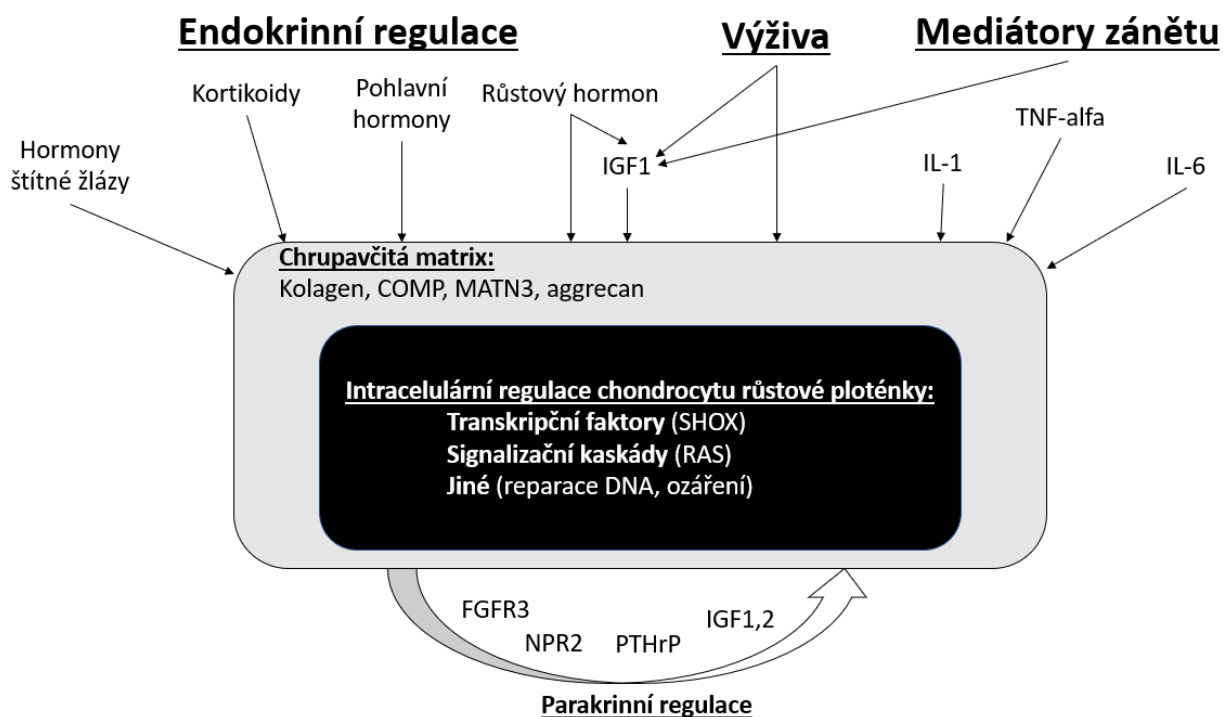 Endokrinní regulace
Výživa
Mediátory zánětu
Kortikoidy
Pohlavní
hormony
Růstový hormon
TNF-alfa
Hormony
štítné žlázy
IGF1
IL-1
IL-6
Chrupavčitá matrix:
Kolagen, COMP, MATN3, aggrecan
Intracelulární regulace chondrocytu růstové ploténky:
Transkripční faktory (SHOX)
Signalizační kaskády (RAS)
Jiné (reparace DNA, ozáření)
FGFR3
NPR2
PTHrP
IGF1,2
Parakrinní regulace